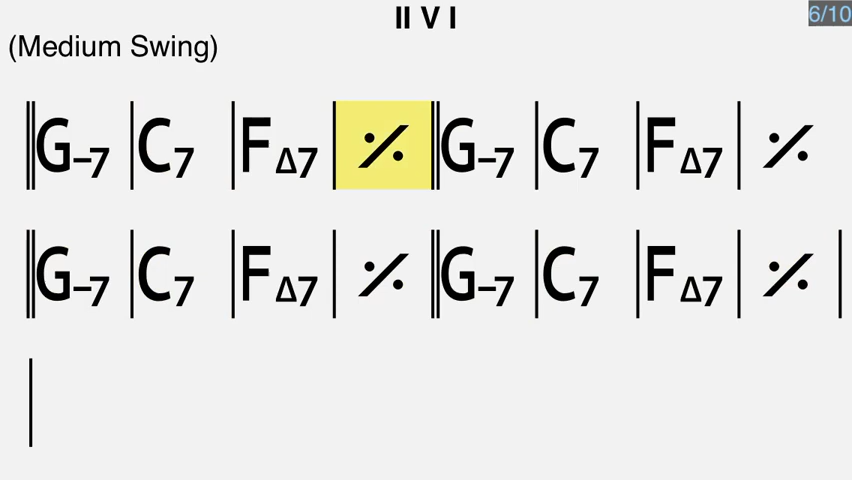 II V I
6/10
(Medium Swing)
G-7 C7 FΔ7 𝄎 G-7 C7 FΔ7 𝄎
G-7 C7 FΔ7 𝄎 G-7 C7 FΔ7 𝄎